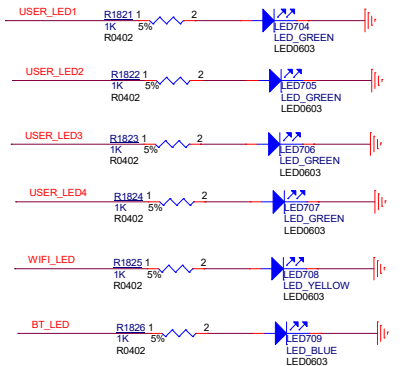 USER_LED1 R1821 1 2
1K 5% LED704
R0402 LED_GREEN
LED0603
USER_LED2 R1822 1 2
1K 5% LED705
R0402 LED_GREEN
LED0603
USER_LED3 R1823 1 2
1K 5% LED706
R0402 LED_GREEN
LED0603
USER_LED4 R1824 1 2
1K 5% LED707
R0402 LED_GREEN
LED0603
WIFI_LED R1825 1 2
1K 5% LED708
R0402 LED_YELLOW
LED0603
BT_LED R1826 1 2
1K 5% LED709
R0402 LED_BLUE
LED0603